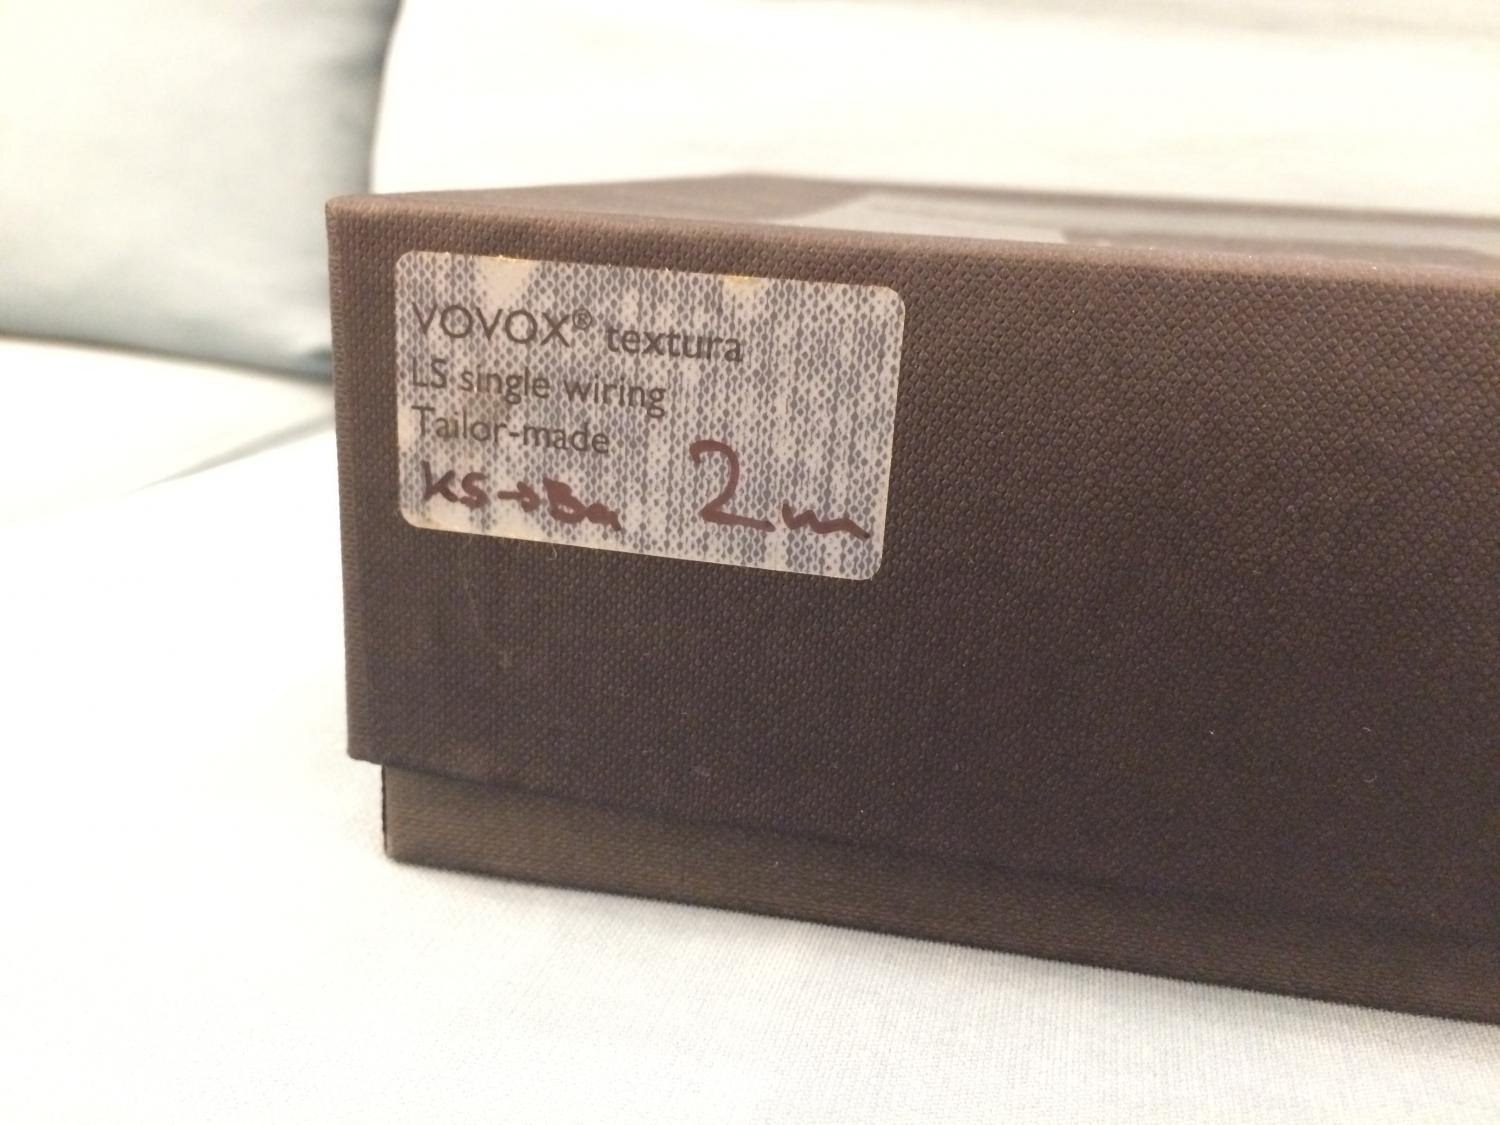 VOVOX® textura
LS single wiring
Tailor-made
KS→Ba 2m